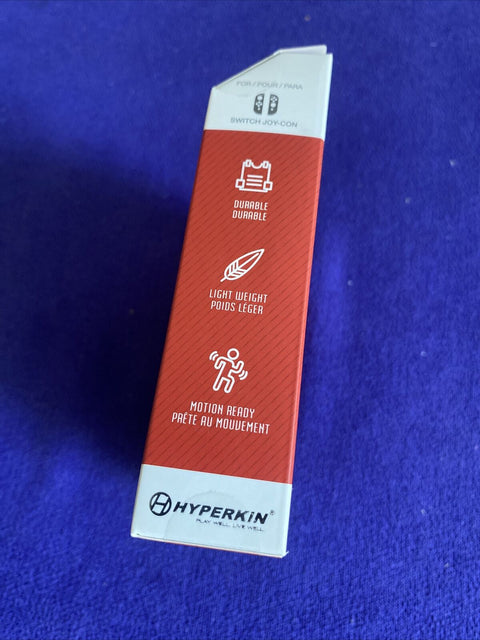 FOR / POUR / PARA
SWITCH JOY-CON
DURABLE
DURABLE
LIGHT WEIGHT
POIDS LÉGER
MOTION READY
PRÊTE AU MOUVEMENT
HYPERKIN®
PLAY WELL. LIVE WELL.